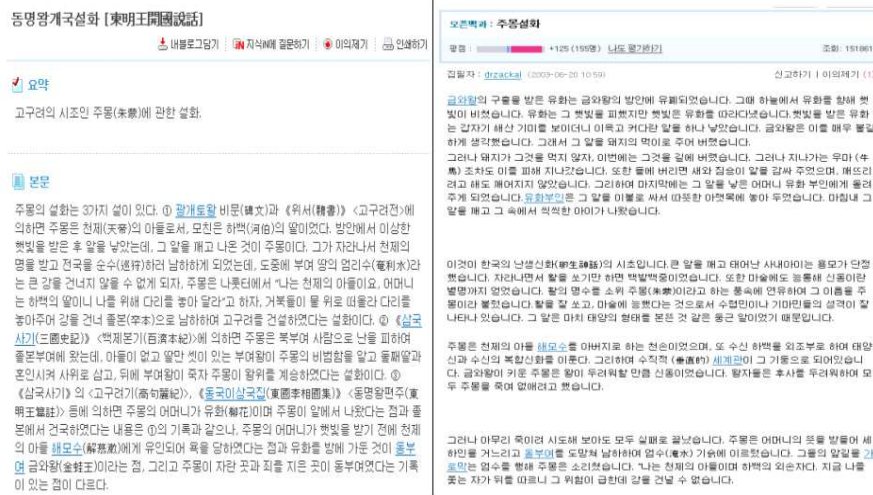 동명왕개국설화 [東明王開國說話]
내블로그담기 지식iN에 질문하기 이의제기 인쇄하기
요약
고구려의 시조인 주몽(朱蒙)에 관한 설화.
본문
주몽의 설화는 3가지 설이 있다. ① 광개토왕 비문(碑文)과 《위서(魏書)》 <고구려전>에
의하면 주몽은 천제(天帝)의 아들로서, 모친은 하백(河伯)의 딸이었다. 방안에서 이상한
햇빛을 받은 후 알을 낳았는데, 그 알을 깨고 나온 것이 주몽이다. 그가 자라나서 천제의
명을 받고 전국을 순수(巡狩)하러 남하하게 되었는데, 도중에 부여 땅의 엄리수(奄利水)라
는 큰 강을 건너지 않을 수 없게 되자, 주몽은 나룻터에서 "나는 천제의 아들이요, 어머니
는 하백의 딸이니 나를 위해 다리를 놓아 달라"고 하자, 거북들이 물 위로 떠올라 다리를
놓아주어 강을 건너 졸본(卒本)으로 남하하여 고구려를 건설하였다는 설화이다. ② 《삼국
사기(三國史記)》 <백제본기(百濟本紀)>에 의하면 주몽은 북부여 사람으로 난을 피하여
졸본부여에 왔는데, 아들이 없고 딸만 셋이 있는 부여왕이 주몽의 비범함을 알고 둘째딸과
혼인시켜 사위로 삼고, 뒤에 부여왕이 죽자 주몽이 왕위를 계승하였다는 설화이다. ③
《삼국사기》의 <고구려기(高句麗紀)>, 《동국이상국집(東國李相國集)》 <동명왕편주(東
明王篇註)> 등에 의하면 주몽의 어머니가 유화(柳花)이며 주몽이 알에서 나왔다는 점과 졸
본에서 건국하였다는 내용은 ①의 기록과 같으나, 주몽의 어머니가 햇빛을 받기 전에 천제
의 아들 해모수(解慕漱)에게 유인되어 욕을 당하였다는 점과 유화를 방에 가둔 것이 동부
여 금와왕(金蛙王)이라는 점, 그리고 주몽이 자란 곳과 죄를 지은 곳이 동부여였다는 기록
이 있는 점이 다르다.
오픈백과 : 주몽설화
평점 : +125 (155명) 나도 평가하기 조회: 151861
집필자 : drzackal (2003-06-20 10:59) 신고하기 | 이의제기
금와왕의 구출을 받은 유화는 금와왕의 방안에 유폐되었습니다. 그때 하늘에서 유화를 향해 햇
빛이 비쳤습니다. 유화는 그 햇빛을 피했지만 햇빛은 유화를 따라다녔습니다.햇빛을 받은 유화
는 갑자기 해산 기미를 보이더니 이윽고 커다란 알을 하나 낳았습니다. 금와왕은 이를 매우 불길
하게 생각했습니다. 그래서 그 알을 돼지의 먹이로 주어 버렸습니다.
그러나 돼지가 그것을 먹지 않자, 이번에는 그것을 길에 버렸습니다. 그러나 지나가는 우마 (牛
馬) 조차도 이를 피해 지나갔습니다. 또한 들에 버리면 새와 짐승이 알을 감싸 주었으며, 깨뜨리
려고 해도 깨어지지 않았습니다. 그리하여 마지막에는 그 알을 낳은 어머니 유화 부인에게 돌려
주게 되었습니다.유화부인은 그 알을 이불로 싸서 따뜻한 아랫목에 놓아 두었습니다. 마침내 그
알을 깨고 그 속에서 씩씩한 아이가 나왔습니다.
이것이 한국의 난생신화(卵生神話)의 시초입니다.큰 알을 깨고 태어난 사내아이는 용모가 단정
했습니다. 자라나면서 활을 쏘기만 하면 백발백중이었습니다. 또한 마술에도 능통해 신동이란
별명까지 얻었습니다. 활의 명수를 소위 주몽(朱蒙)이라고 하는 풍속에 연유하여 그 이름을 주
몽이라 불렀습니다.활을 잘 쏘고, 마술에 능했다는 것으로서 수렵민이나 기마민들의 성격이 잘
나타나 있습니다. 그 알은 마치 태양의 형태를 본뜬 것 같은 둥근 알이었기 때문입니다.
주몽은 천제의 아들 해모수를 아버지로 하는 천손이었으며, 또 수신 하백을 외조부로 하여 태양
신과 수신의 복합신화를 이룬다. 그리하여 수직적 (垂直的) 세계관이 그 기둥으로 되어있습니
다. 금와왕이 키운 주몽은 왕이 두려워할 만큼 신동이었습니다. 왕자들은 후사를 두려워하여 모
두 주몽을 죽여 없애려고 했습니다.
그러나 아무리 죽이려 시도해 보아도 모두 실패로 끝났습니다. 주몽은 어머니의 뜻을 받들어 세
하인을 거느리고 동부여를 도망쳐 남하하여 엄수(淹水) 기슭에 이르렀습니다. 그들의 앞길을 가
로막는 엄수를 향해 주몽은 소리쳤습니다. "나는 천제의 아들이며 하백의 외손자다. 지금 나를
쫓는 자가 뒤를 따르니 그 위험이 급한데 강을 건널 수 없습니다.